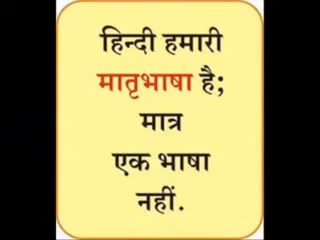 हिन्दी हमारी
मातृभाषा है;
मात्र
एक भाषा
नहीं.